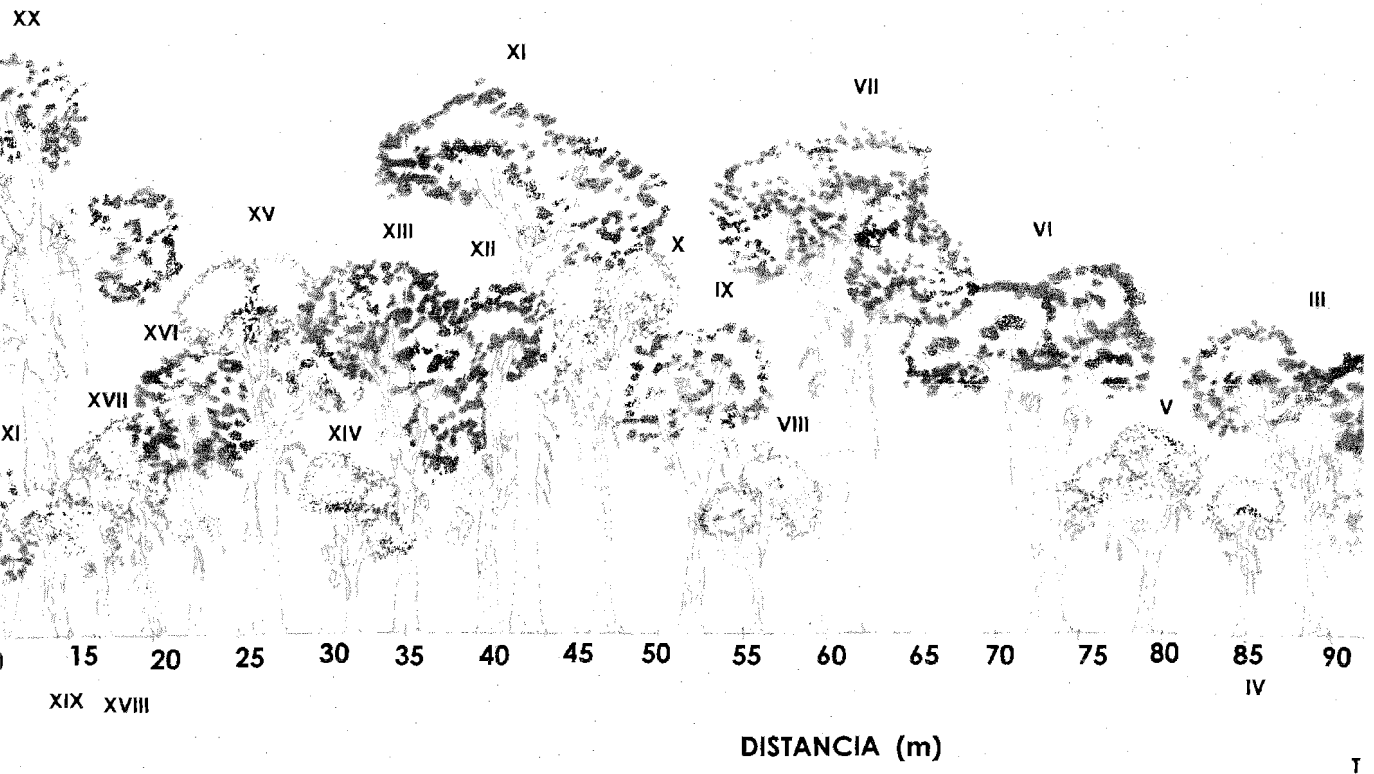 XX
XI
VII
XV
XIII
XII
X
VI
IX
III
XVI
XVII
V
XI
XIV
VIII
15 20 25 30 35 40 45 50 55 60 65 70 75 80 85 90
XIX XVIII
IV
DISTANCIA (m)
T